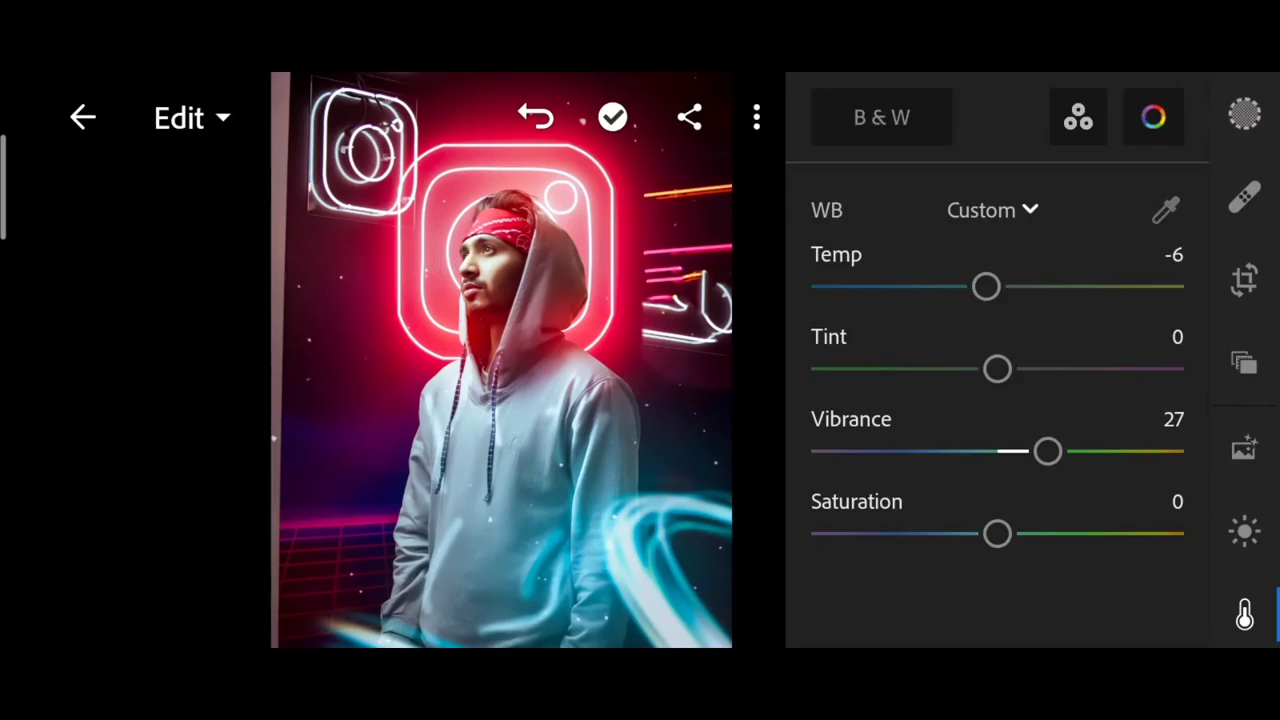 Edit
B & W
WB Custom
Temp -6
Tint 0
Vibrance 27
Saturation 0